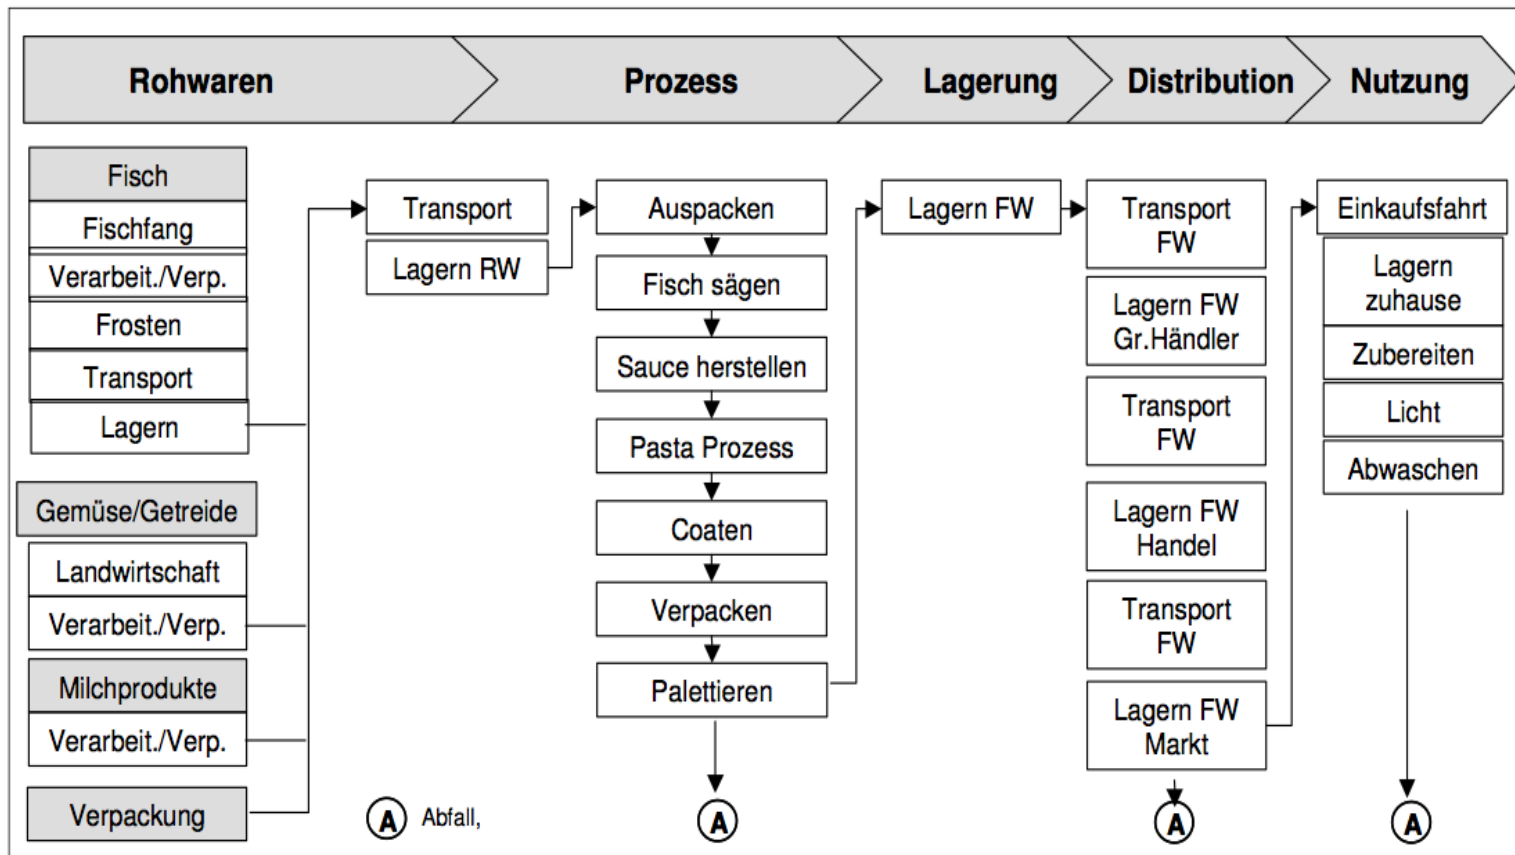 Rohwaren
Prozess
Lagerung
Distribution
Nutzung
Fisch
Fischfang
Verarbeit./Verp.
Frosten
Transport
Lagern
Gemüse/Getreide
Landwirtschaft
Verarbeit./Verp.
Milchprodukte
Verarbeit./Verp.
Verpackung
Transport
Lagern RW
A Abfall,
Auspacken
Fisch sägen
Sauce herstellen
Pasta Prozess
Coaten
Verpacken
Palettieren
A
Lagern FW
Transport
FW
Lagern FW
Gr.Händler
Transport
FW
Lagern FW
Handel
Transport
FW
Lagern FW
Markt
A
Einkaufsfahrt
Lagern
zuhause
Zubereiten
Licht
Abwaschen
A